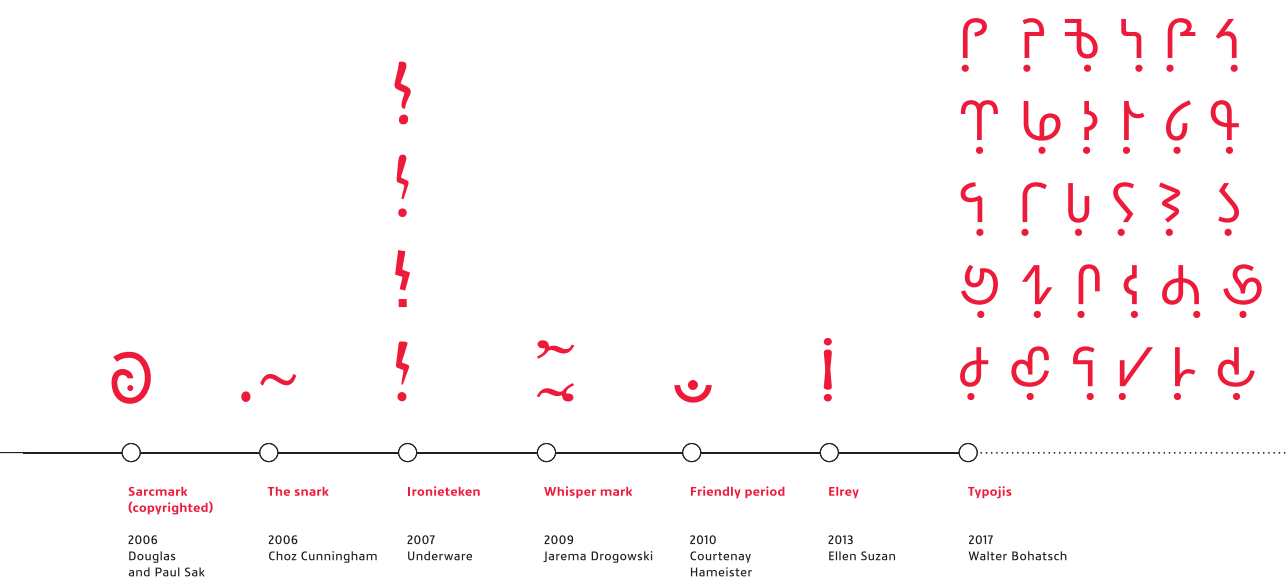 Sarcmark
(copyrighted)
2006
Douglas
and Paul Sak
The snark
2006
Choz Cunningham
Ironieteken
2007
Underware
Whisper mark
2009
Jarema Drogowski
Friendly period
2010
Courtenay
Hameister
Elrey
2013
Ellen Suzan
Typojis
2017
Walter Bohatsch